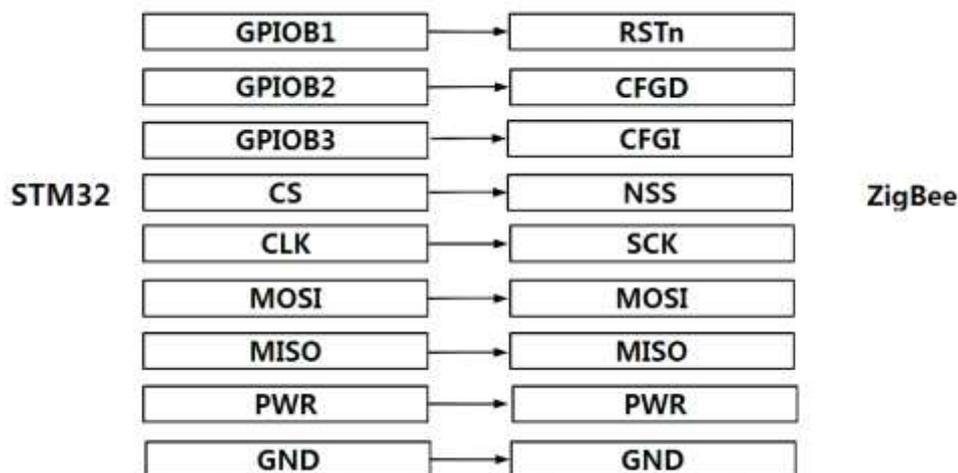 GPIOB1 RSTn
GPIOB2 CFGD
GPIOB3 CFGI
STM32 CS NSS ZigBee
CLK SCK
MOSI MOSI
MISO MISO
PWR PWR
GND GND